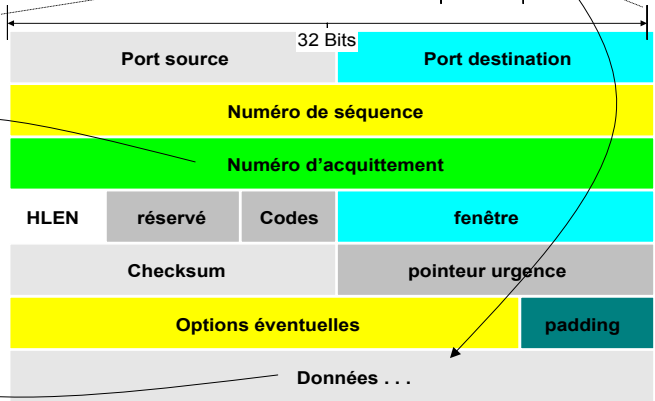 32 Bits
Port source Port destination
Numéro de séquence
Numéro d'acquittement
HLEN réservé Codes fenêtre
Checksum pointeur urgence
Options éventuelles padding
Données . . .